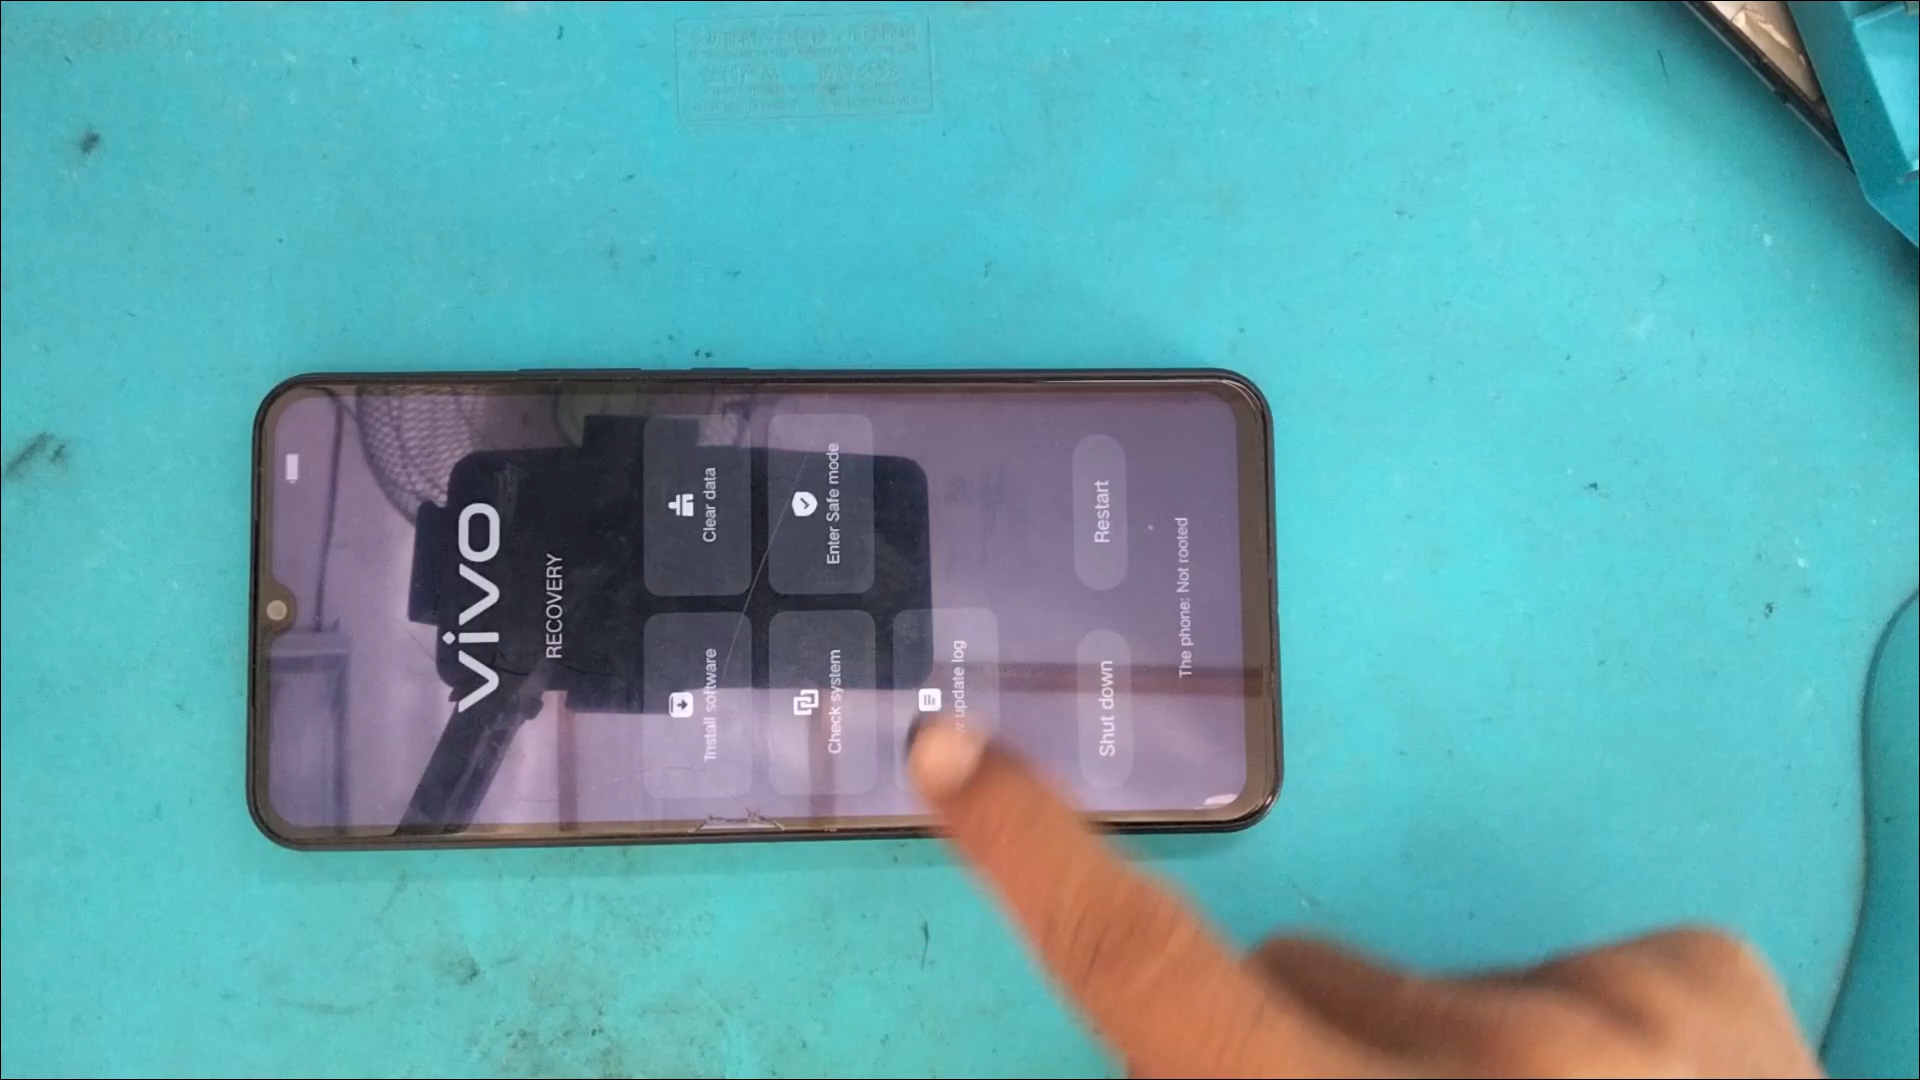 vivo
RECOVERY
Install software
Clear data
Check system
Enter Safe mode
update log
Shut down
Restart
The phone: Not rooted